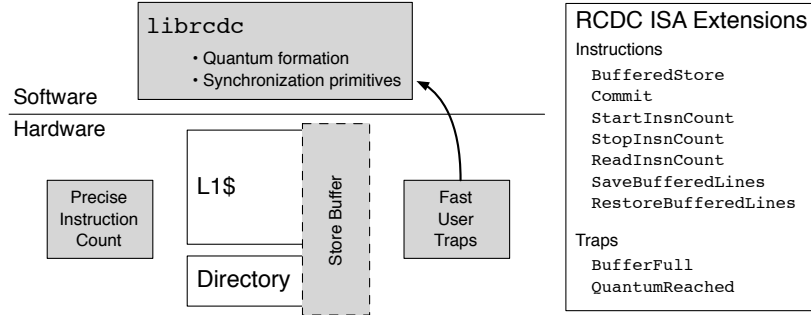 librcdc
• Quantum formation
• Synchronization primitives
Software
Hardware
Precise
Instruction
Count
L1$
Directory
Store Buffer
Fast
User
Traps
RCDC ISA Extensions
Instructions
BufferedStore
Commit
StartInsnCount
StopInsnCount
ReadInsnCount
SaveBufferedLines
RestoreBufferedLines
Traps
BufferFull
QuantumReached